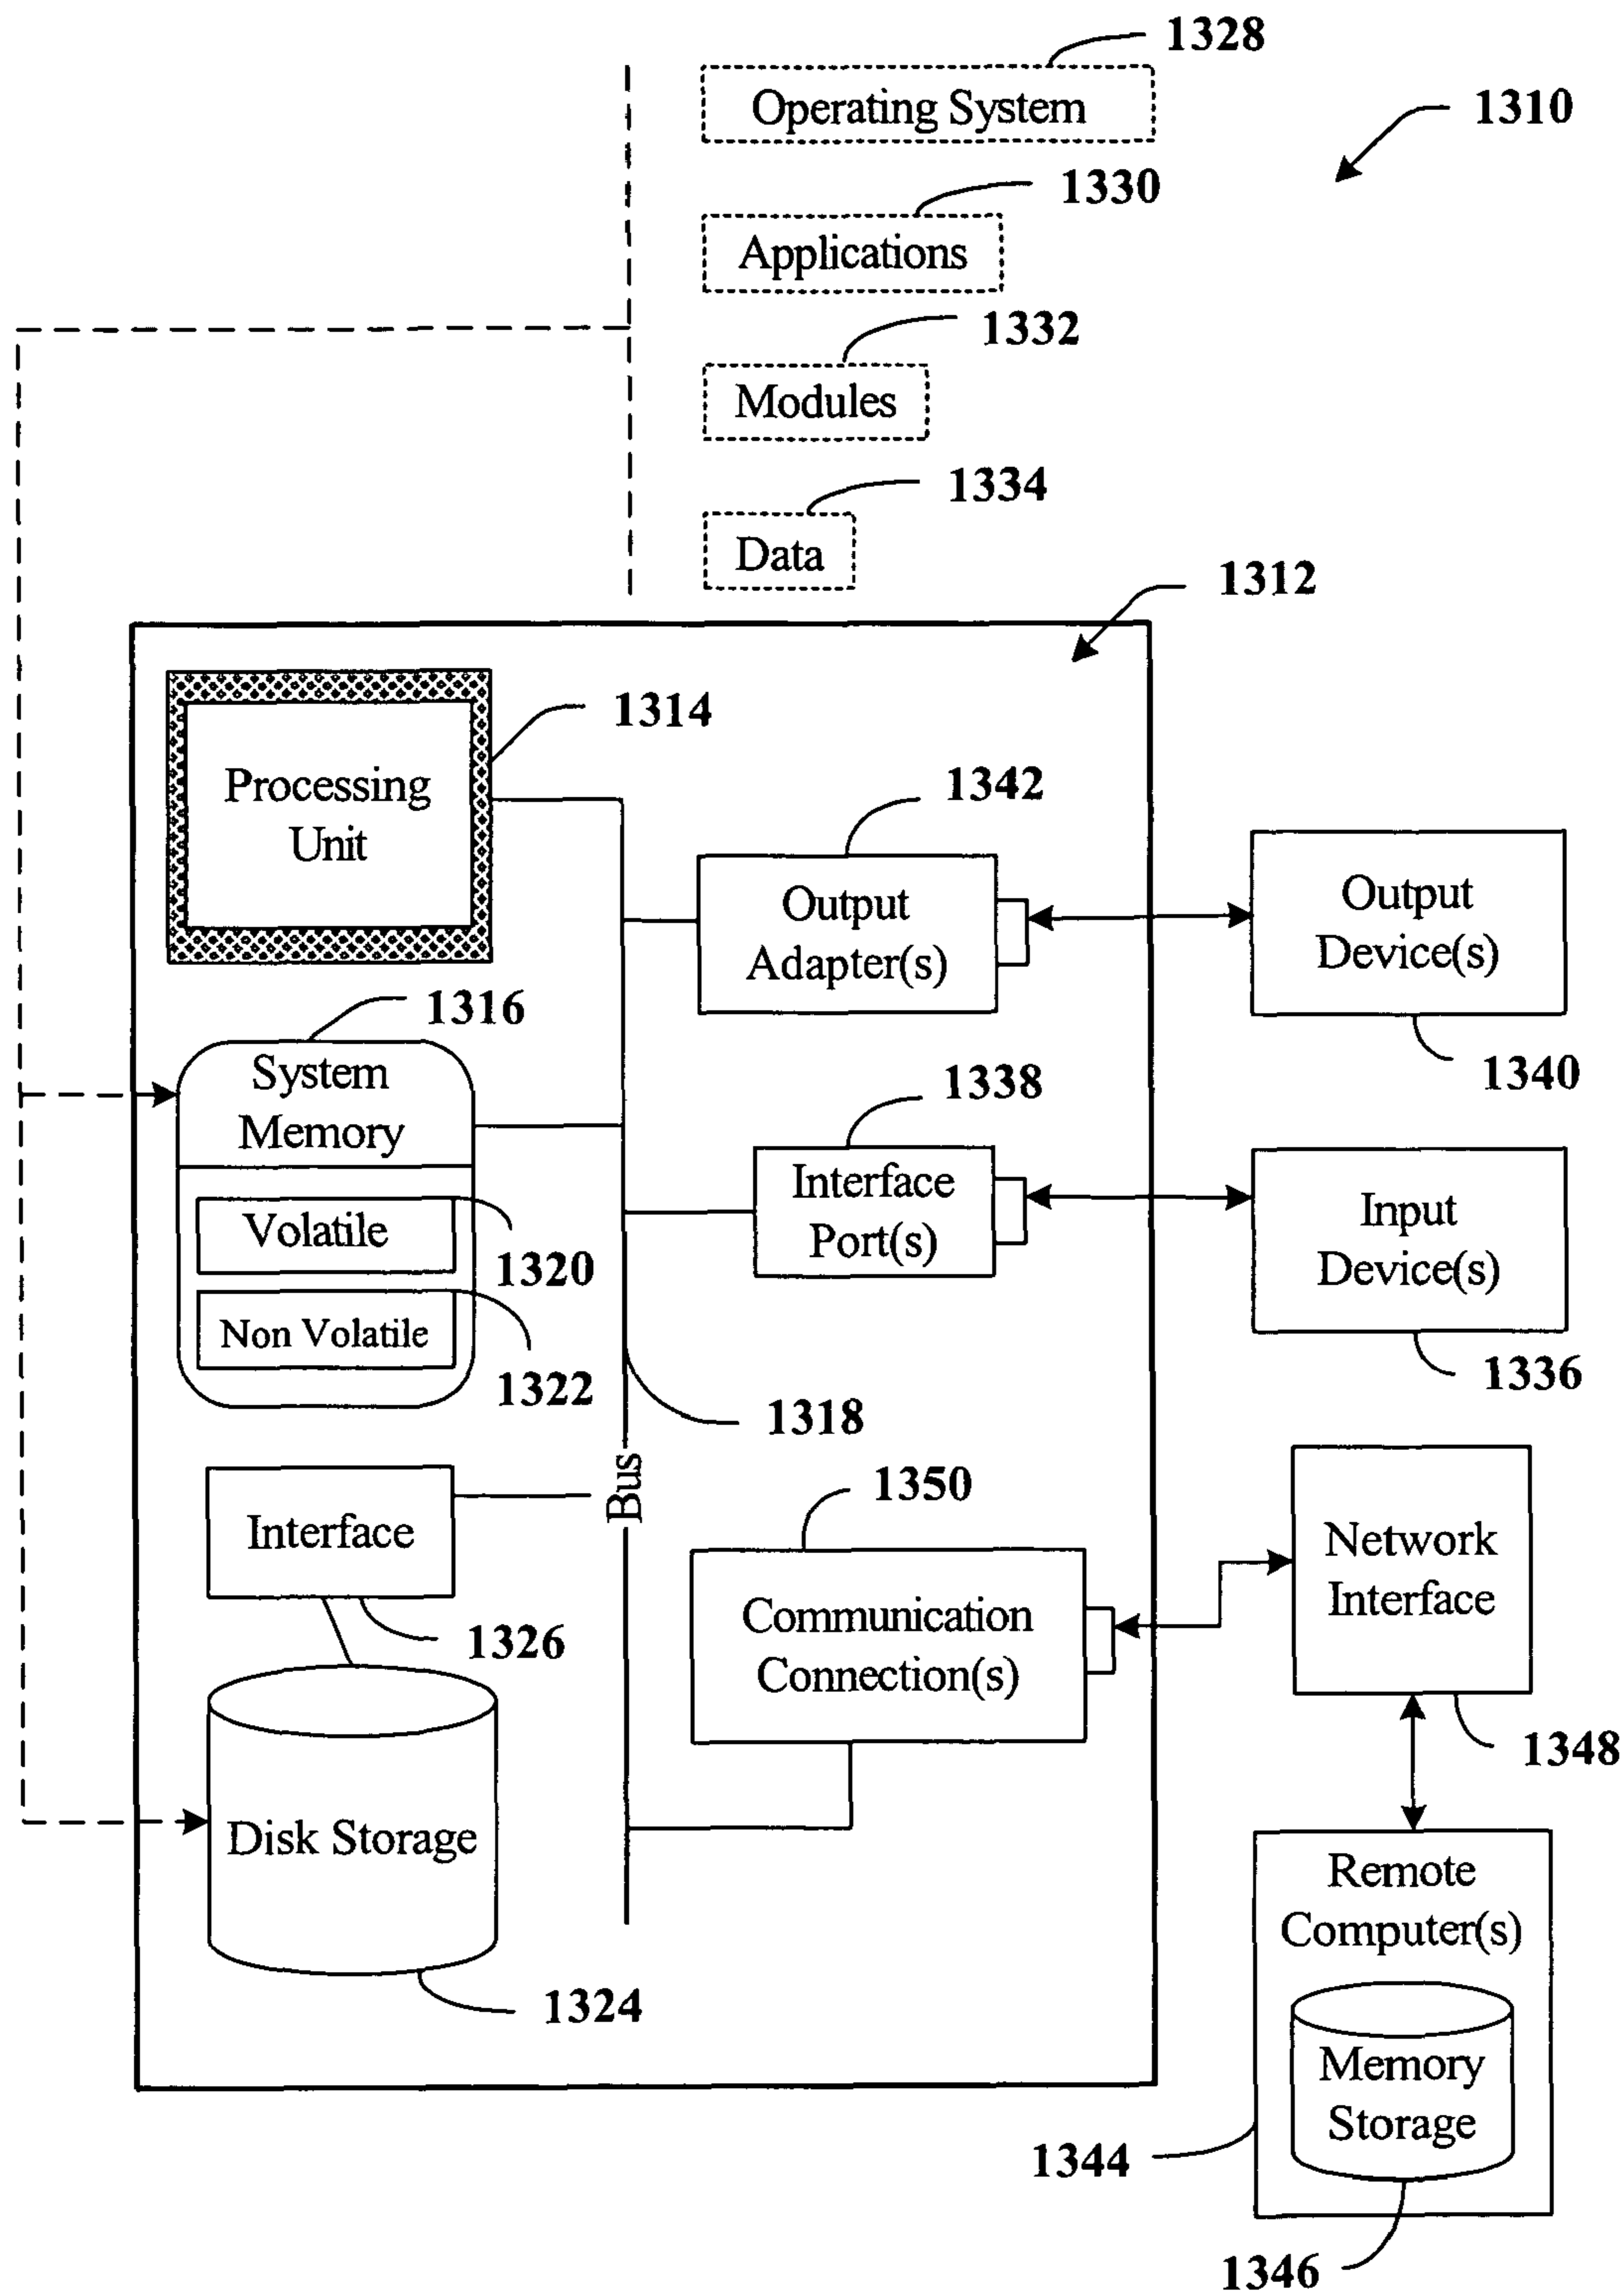 1328
Operating System
1310
1330
Applications
1332
Modules
1334
Data
1312
1314
Processing
Unit
1342
Output
Adapter(s)
Output
Device(s)
1340
1316
System
Memory
1338
Interface
Port(s)
Input
Device(s)
1336
Volatile
1320
Non Volatile
1322
1318
Bus
Interface
1326
1350
Communication
Connection(s)
Network
Interface
1348
Disk Storage
1324
Remote
Computer(s)
Memory
Storage
1344
1346